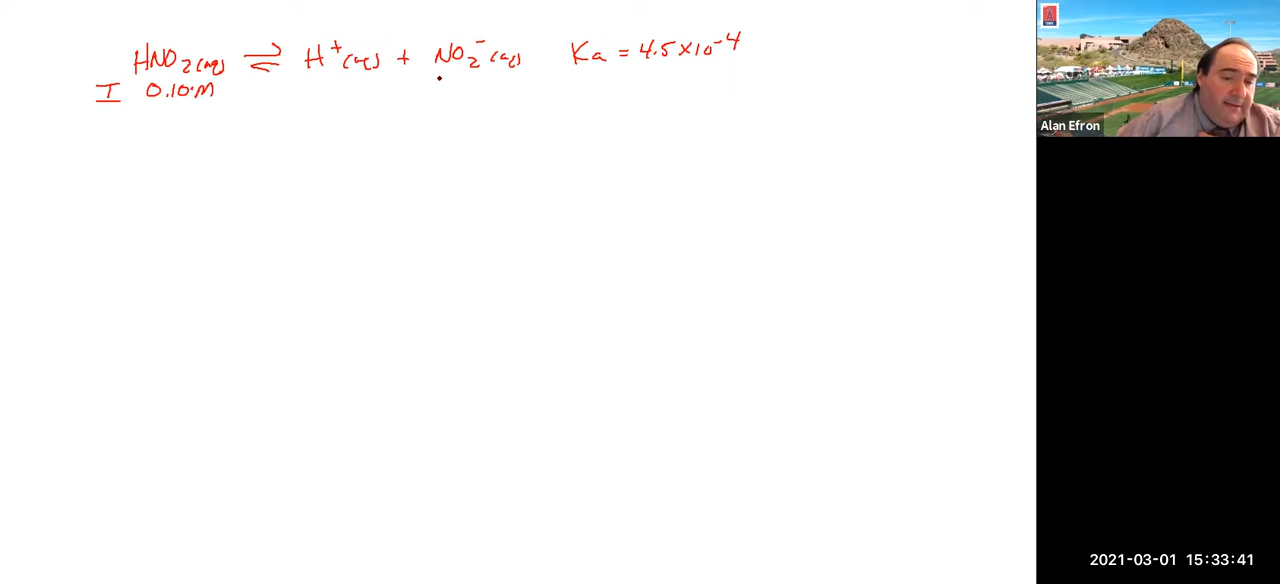 HNO₂(aq) ⇌ H⁺(aq) + NO₂⁻(aq) Ka = 4.5×10⁻⁴
I 0.10·M
Alan Efron
2021-03-01 15:33:41